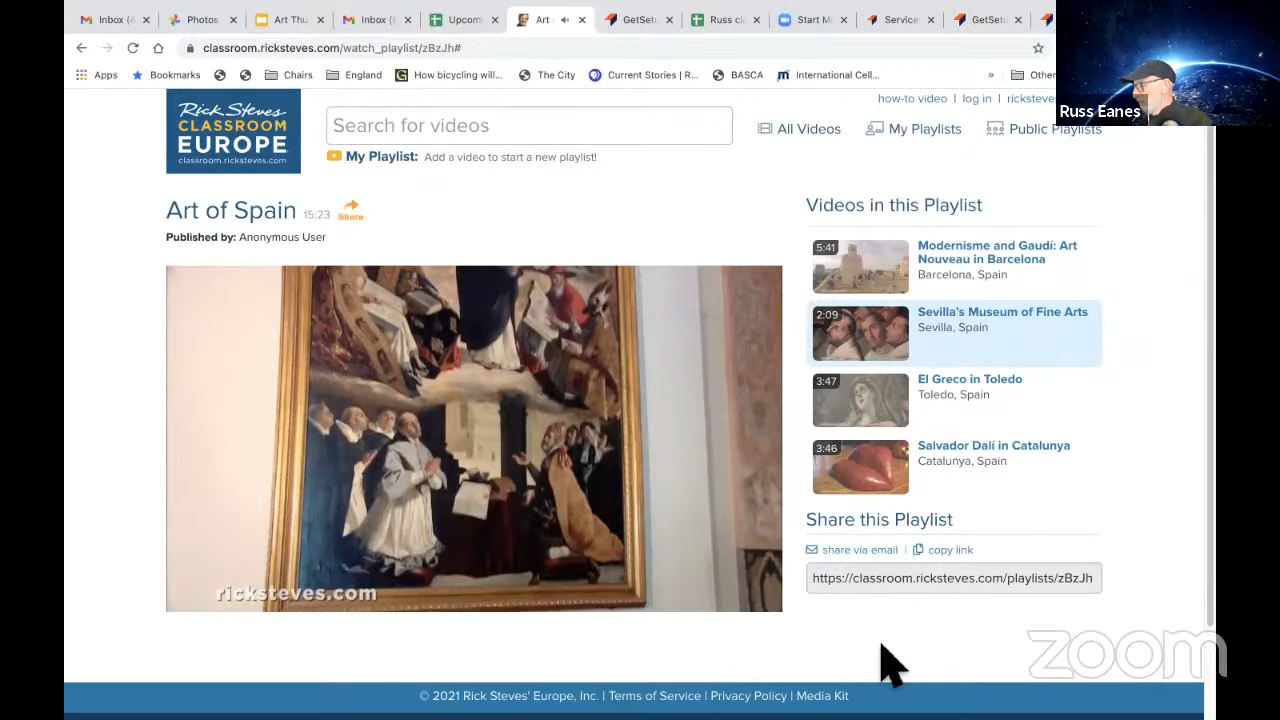 Inbox (4
Photos
Art Thu
Inbox (
Upcom
Art
GetSetu
Russ cl
Start M
Service
GetSetu
classroom.ricksteves.com/watch_playlist/zBzJh#
Apps
Bookmarks
Chairs
England
How bicycling will...
The City
Current Stories | R...
BASCA
International Cell...
»
Other
Russ Eanes
Rick Steves
CLASSROOM
EUROPE
classroom.ricksteves.com
Search for videos
My Playlist: Add a video to start a new playlist!
how-to video | log in | ricksteves
All Videos
My Playlists
Public Playlists
Art of Spain 15:23 Share
Published by: Anonymous User
ricksteves.com
Videos in this Playlist
5:41
Modernisme and Gaudí: Art
Nouveau in Barcelona
Barcelona, Spain
2:09
Sevilla's Museum of Fine Arts
Sevilla, Spain
3:47
El Greco in Toledo
Toledo, Spain
3:46
Salvador Dalí in Catalunya
Catalunya, Spain
Share this Playlist
share via email | copy link
https://classroom.ricksteves.com/playlists/zBzJh
zoom
© 2021 Rick Steves' Europe, Inc. | Terms of Service | Privacy Policy | Media Kit